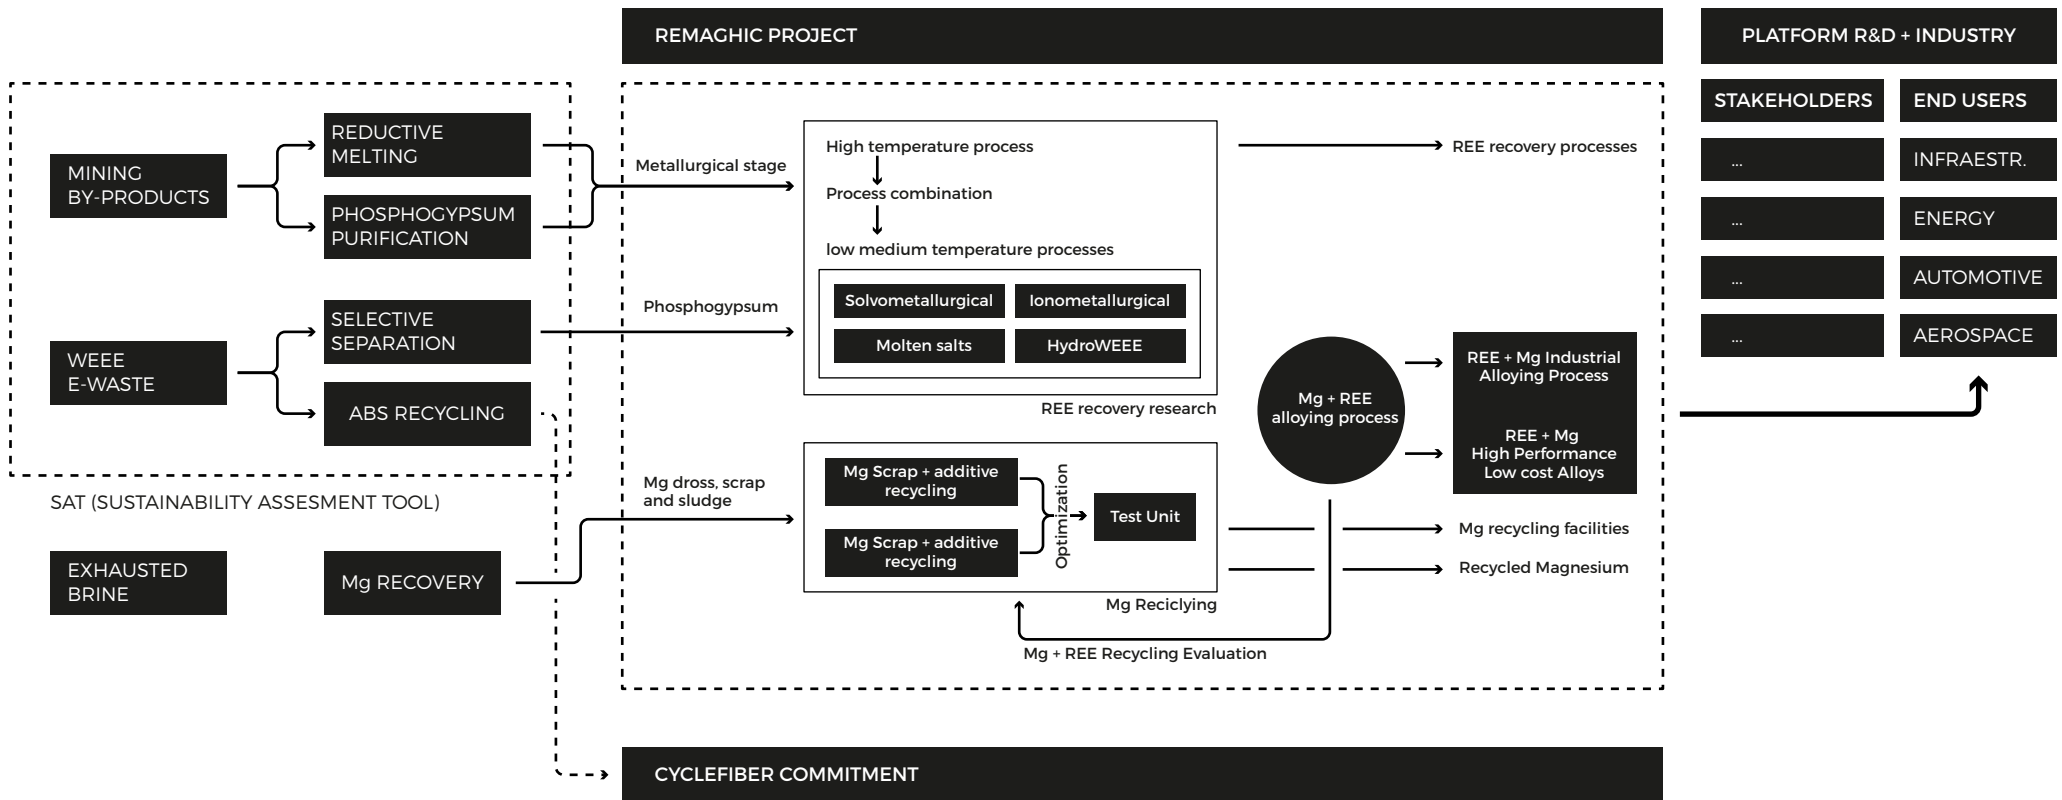 REMAGHIC PROJECT
PLATFORM R&D + INDUSTRY
STAKEHOLDERS
END USERS
...
INFRAESTR.
...
ENERGY
...
AUTOMOTIVE
...
AEROSPACE
MINING
BY-PRODUCTS
REDUCTIVE
MELTING
PHOSPHOGYPSUM
PURIFICATION
WEEE
E-WASTE
SELECTIVE
SEPARATION
ABS RECYCLING
SAT (SUSTAINABILITY ASSESMENT TOOL)
EXHAUSTED
BRINE
Mg RECOVERY
Metallurgical stage
Phosphogypsum
Mg dross, scrap
and sludge
High temperature process
Process combination
low medium temperature processes
Solvometallurgical
Ionometallurgical
Molten salts
HydroWEEE
REE recovery research
Mg Scrap + additive
recycling
Mg Scrap + additive
recycling
Optimization
Test Unit
Mg Reciclying
Mg + REE Recycling Evaluation
Mg + REE
alloying process
REE recovery processes
REE + Mg Industrial
Alloying Process
REE + Mg
High Performance
Low cost Alloys
Mg recycling facilities
Recycled Magnesium
CYCLEFIBER COMMITMENT